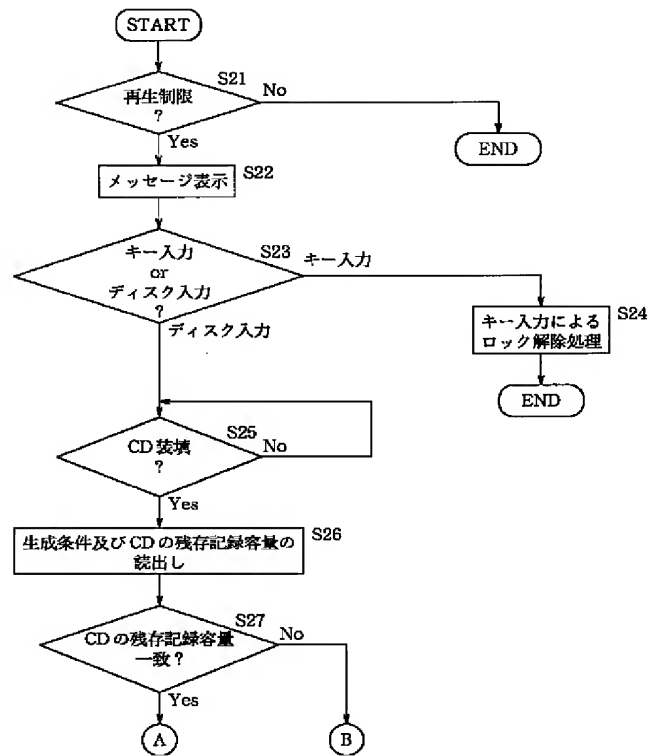 START
S21
再生制限
?
No
Yes
END
メッセージ表示
S22
S23
キー入力
or
ディスク入力
?
キー入力
ディスク入力
キー入力による
ロック解除処理
S24
END
S25
CD装填
?
No
Yes
生成条件及びCDの残存記録容量の
読出し
S26
S27
CDの残存記録容量
一致?
No
Yes
A
B